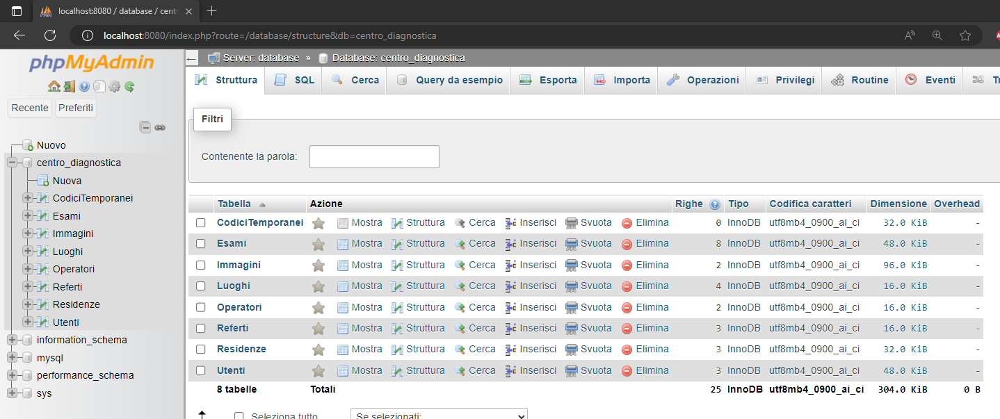 localhost:8080 / database / centr
localhost:8080/index.php?route=/database/structure&db=centro_diagnostica
phpMyAdmin
Server: database » Database: centro_diagnostica
Struttura SQL Cerca Query da esempio Esporta Importa Operazioni Privilegi Routine Eventi Tr
Recente Preferiti
Nuovo
centro_diagnostica
Nuova
CodiciTemporanei
Esami
Immagini
Luoghi
Operatori
Referti
Residenze
Utenti
information_schema
mysql
performance_schema
sys
Filtri
Contenente la parola:
Tabella Azione Righe Tipo Codifica caratteri Dimensione Overhead
CodiciTemporanei Mostra Struttura Cerca Inserisci Svuota Elimina 0 InnoDB utf8mb4_0900_ai_ci 32.0 KiB -
Esami Mostra Struttura Cerca Inserisci Svuota Elimina 8 InnoDB utf8mb4_0900_ai_ci 48.0 KiB -
Immagini Mostra Struttura Cerca Inserisci Svuota Elimina 2 InnoDB utf8mb4_0900_ai_ci 96.0 KiB -
Luoghi Mostra Struttura Cerca Inserisci Svuota Elimina 4 InnoDB utf8mb4_0900_ai_ci 16.0 KiB -
Operatori Mostra Struttura Cerca Inserisci Svuota Elimina 2 InnoDB utf8mb4_0900_ai_ci 16.0 KiB -
Referti Mostra Struttura Cerca Inserisci Svuota Elimina 3 InnoDB utf8mb4_0900_ai_ci 16.0 KiB -
Residenze Mostra Struttura Cerca Inserisci Svuota Elimina 3 InnoDB utf8mb4_0900_ai_ci 32.0 KiB -
Utenti Mostra Struttura Cerca Inserisci Svuota Elimina 3 InnoDB utf8mb4_0900_ai_ci 48.0 KiB -
8 tabelle Totali 25 InnoDB utf8mb4_0900_ai_ci 304.0 KiB 0 B
Seleziona tutto Se selezionati: